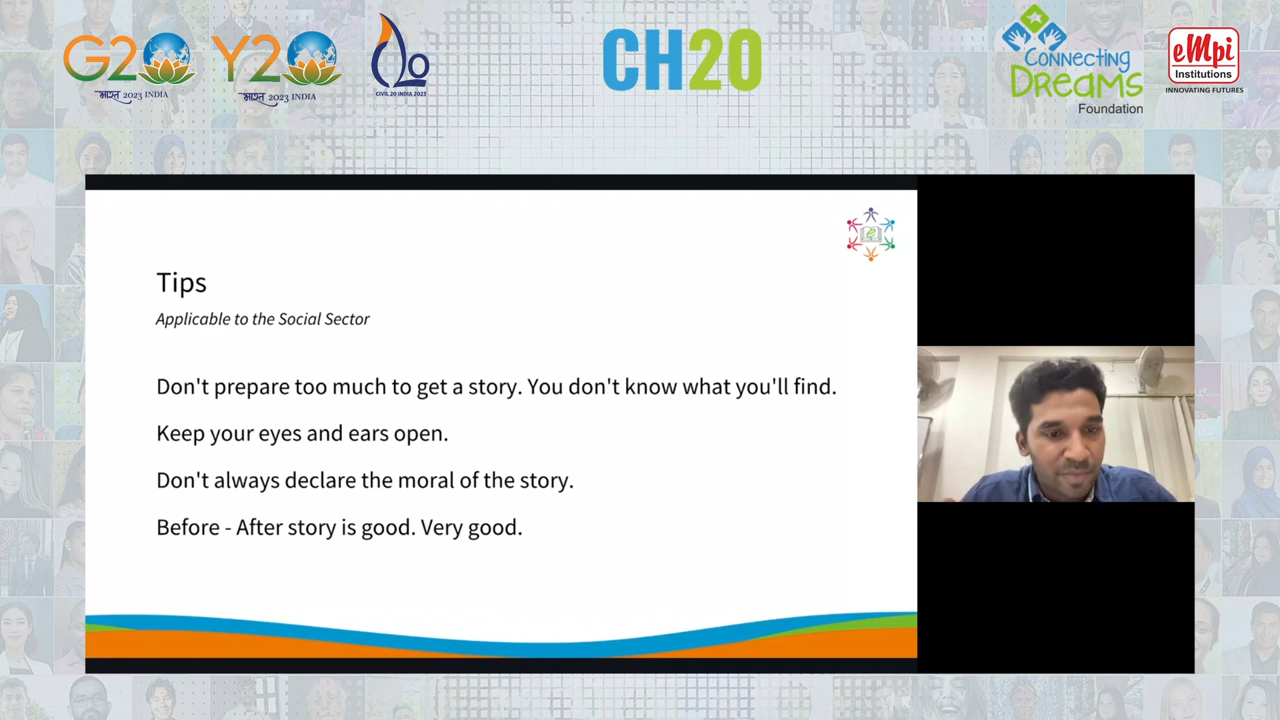 G20
भारत 2023 INDIA
Y20
भारत 2023 INDIA
CIVIL 20 INDIA 2023
CH20
CONNECTING
DREAMS
Foundation
eMpi
Institutions
INNOVATING FUTURES
Tips
Applicable to the Social Sector
Don't prepare too much to get a story. You don't know what you'll find.
Keep your eyes and ears open.
Don't always declare the moral of the story.
Before - After story is good. Very good.